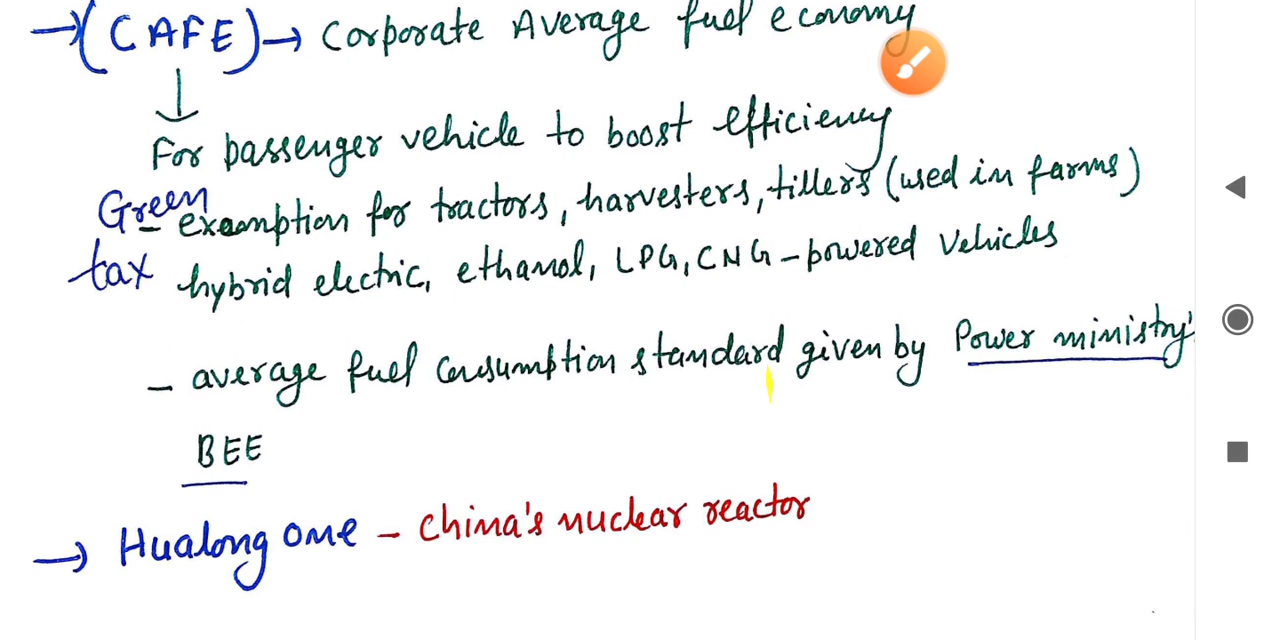 → (CAFE) → Corporate Average fuel economy
↓
For passenger vehicle to boost efficiency
Green - exemption for tractors, harvesters, tillers (used in farms)
tax hybrid electric, ethanol, LPG, CNG - powered vehicles
- average fuel consumption standard given by Power ministry's
BEE
→ Hualong one - China's nuclear reactor